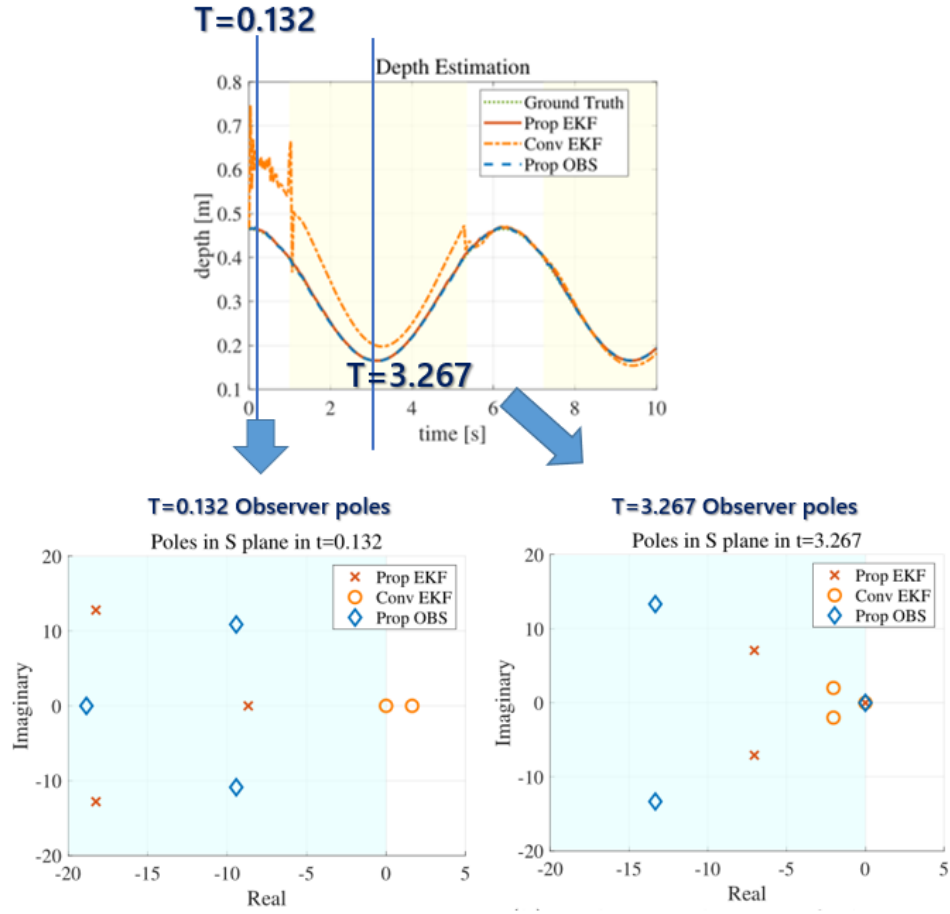 T=0.132
Depth Estimation
0.8
0.7
0.6
0.5
0.4
0.3
0.2
0.1
depth [m]
Ground Truth
Prop EKF
Conv EKF
Prop OBS
T=3.267
0 2 4 6 8 10
time [s]
T=0.132 Observer poles
Poles in S plane in t=0.132
20
10
0
-10
-20
Imaginary
Prop EKF
Conv EKF
Prop OBS
-20 -15 -10 -5 0 5
Real
T=3.267 Observer poles
Poles in S plane in t=3.267
20
10
0
-10
-20
Imaginary
Prop EKF
Conv EKF
Prop OBS
-20 -15 -10 -5 0 5
Real